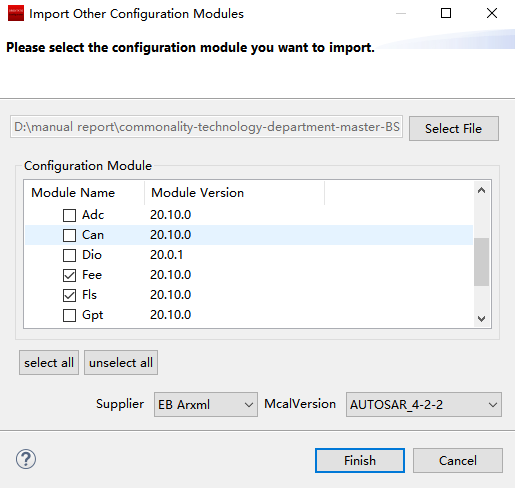 Import Other Configuration Modules
Please select the configuration module you want to import.
D:\manual report\commonality-technology-department-master-BS
Select File
Configuration Module
Module Name Module Version
Adc 20.10.0
Can 20.10.0
Dio 20.0.1
Fee 20.10.0
Fls 20.10.0
Gpt 20.10.0
select all unselect all
Supplier EB Arxml McalVersion AUTOSAR_4-2-2
? Finish Cancel